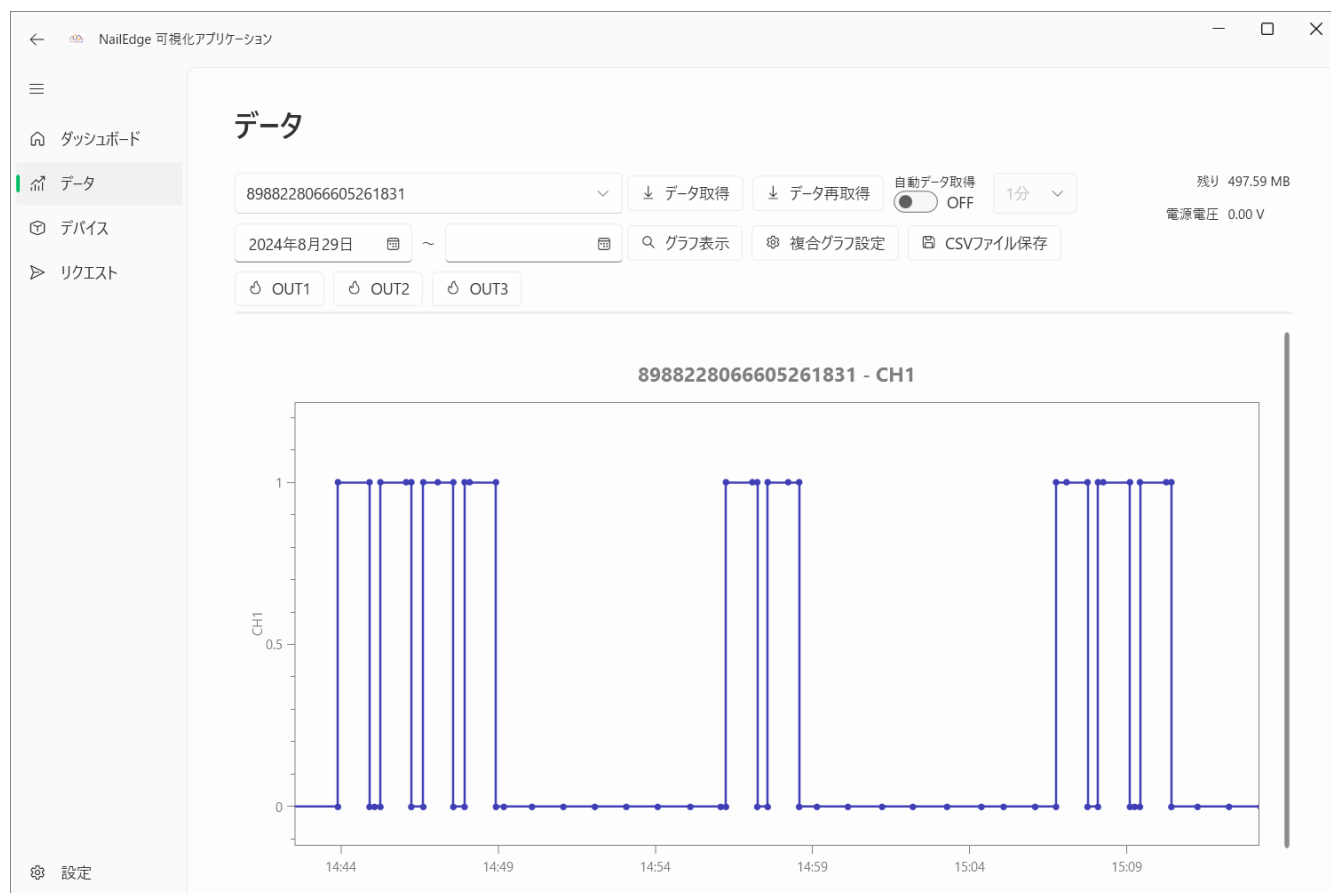 NailEdge 可視化アプリケーション
ダッシュボード
データ
デバイス
リクエスト
設定
データ
8988228066605261831 データ取得 データ再取得 自動データ取得 OFF 1分 残り 497.59 MB
電源電圧 0.00 V
2024年8月29日 ～ グラフ表示 複合グラフ設定 CSVファイル保存
OUT1 OUT2 OUT3
8988228066605261831 - CH1
CH1
1
0.5
0
14:44 14:49 14:54 14:59 15:04 15:09